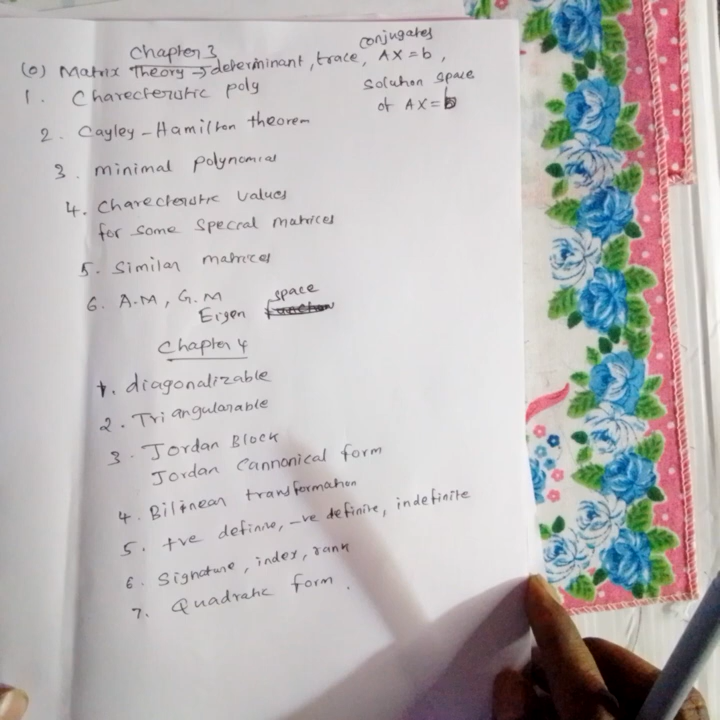 Chapter 3
(0) Matrix Theory → determinant, trace, conjugates AX = b,
solution space
of AX = b
1. Charecterstic poly
2. Cayley - Hamilton theorem
3. minimal polynomial
4. Charecterstic values
for some special matrices
5. Similar matrices
6. A.M, G.M
Eigen space
Chapter 4
1. diagonalizable
2. Triangularable
3. Jordan Block
Jordan Cannonical form
4. Bilinear transformation
5. +ve definite, -ve definite, indefinite
6. Signature, index, rank
7. Quadratic form.